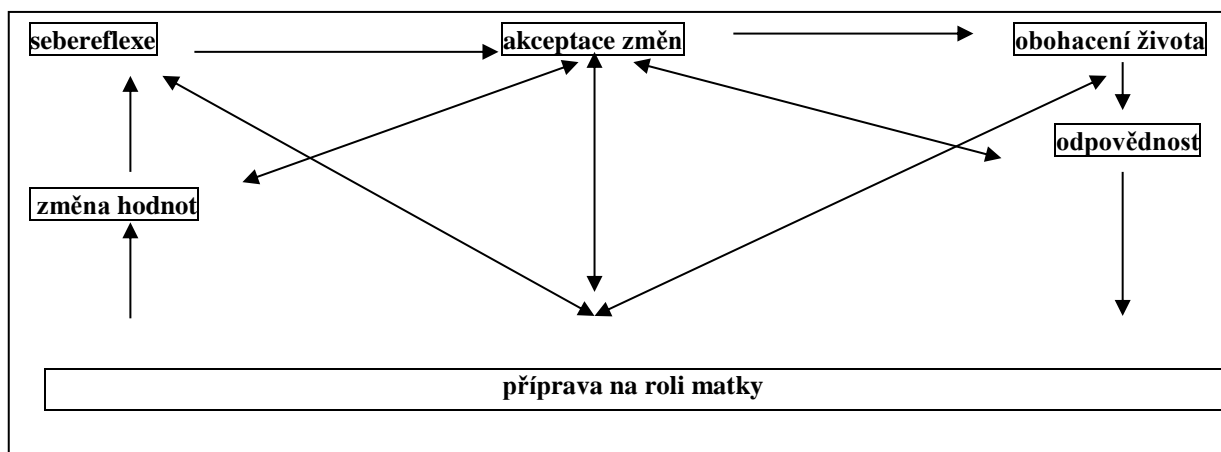 sebereflexe
akceptace změn
obohacení života
odpovědnost
změna hodnot
příprava na roli matky